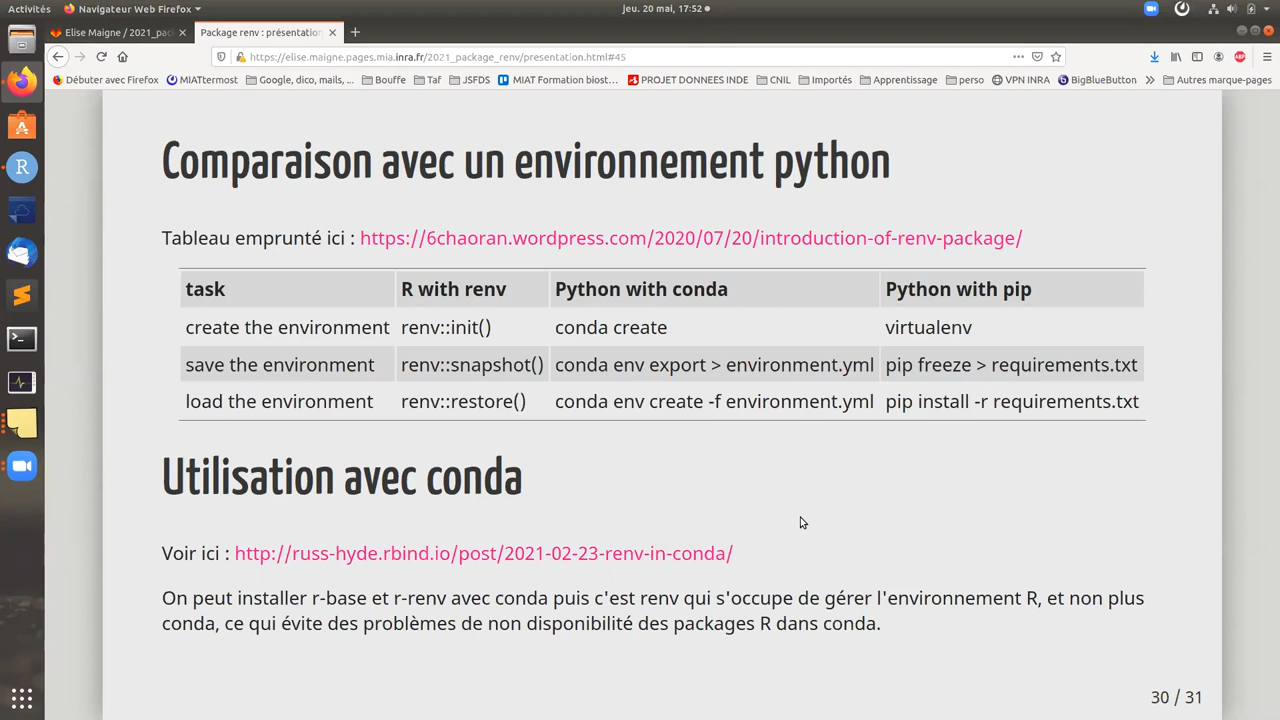 Activités
Navigateur Web Firefox
jeu. 20 mai, 17:52
Elise Maigne / 2021_pack
Package renv : présentation
https://elise.maigne.pages.mia.inra.fr/2021_package_renv/presentation.html#45
Débuter avec Firefox
MIATtermost
Google, dico, mails, ...
Bouffe
Taf
JSFDS
MIAT Formation biost...
PROJET DONNEES INDE
CNIL
Importés
Apprentissage
perso
VPN INRA
BigBlueButton
Autres marque-pages
Comparaison avec un environnement python
Tableau emprunté ici : https://6chaoran.wordpress.com/2020/07/20/introduction-of-renv-package/
task R with renv Python with conda Python with pip
create the environment renv::init() conda create virtualenv
save the environment renv::snapshot() conda env export > environment.yml pip freeze > requirements.txt
load the environment renv::restore() conda env create -f environment.yml pip install -r requirements.txt
Utilisation avec conda
Voir ici : http://russ-hyde.rbind.io/post/2021-02-23-renv-in-conda/
On peut installer r-base et r-renv avec conda puis c'est renv qui s'occupe de gérer l'environnement R, et non plus
conda, ce qui évite des problèmes de non disponibilité des packages R dans conda.
30 / 31